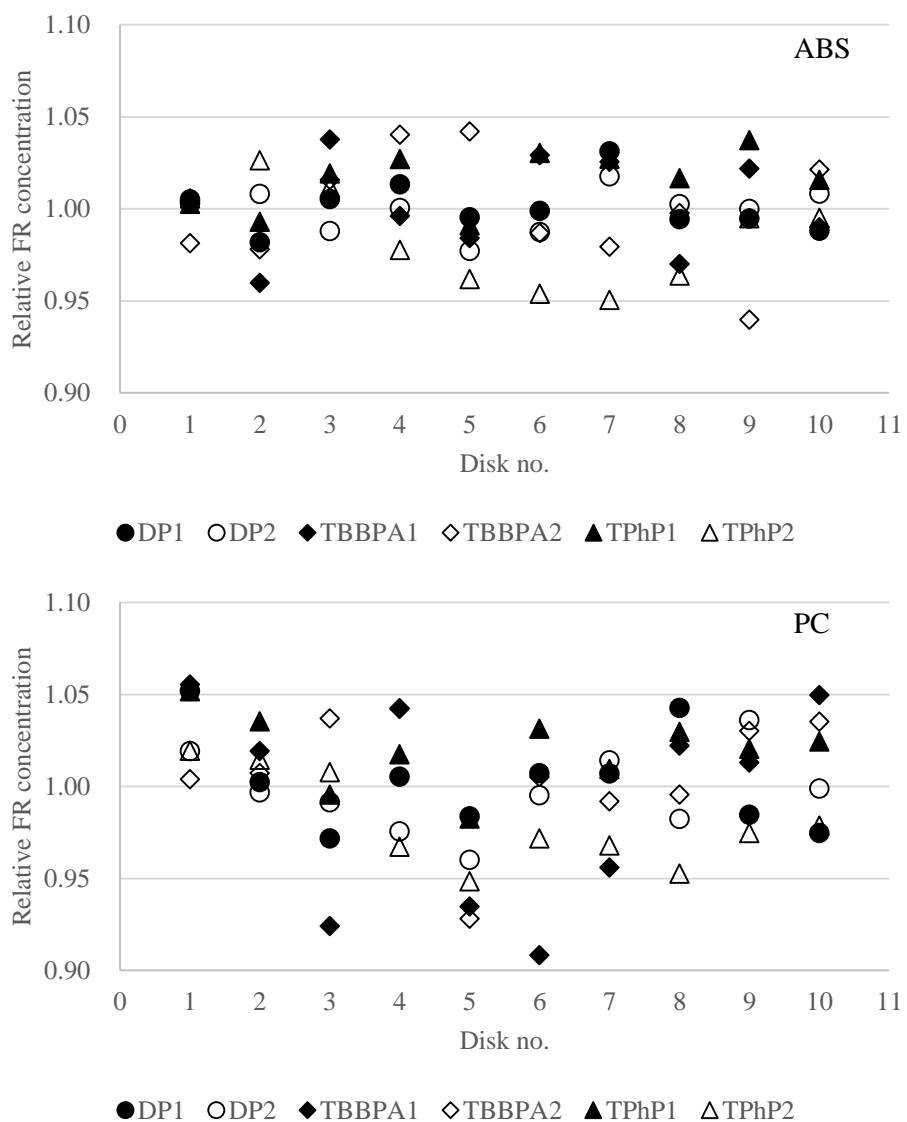 1.10
ABS
1.05
1.00
0.95
0.90
Relative FR concentration
0 1 2 3 4 5 6 7 8 9 10 11
Disk no.
DP1 DP2 TBBPA1 TBBPA2 TPhP1 TPhP2
1.10
PC
1.05
1.00
0.95
0.90
Relative FR concentration
0 1 2 3 4 5 6 7 8 9 10 11
Disk no.
DP1 DP2 TBBPA1 TBBPA2 TPhP1 TPhP2